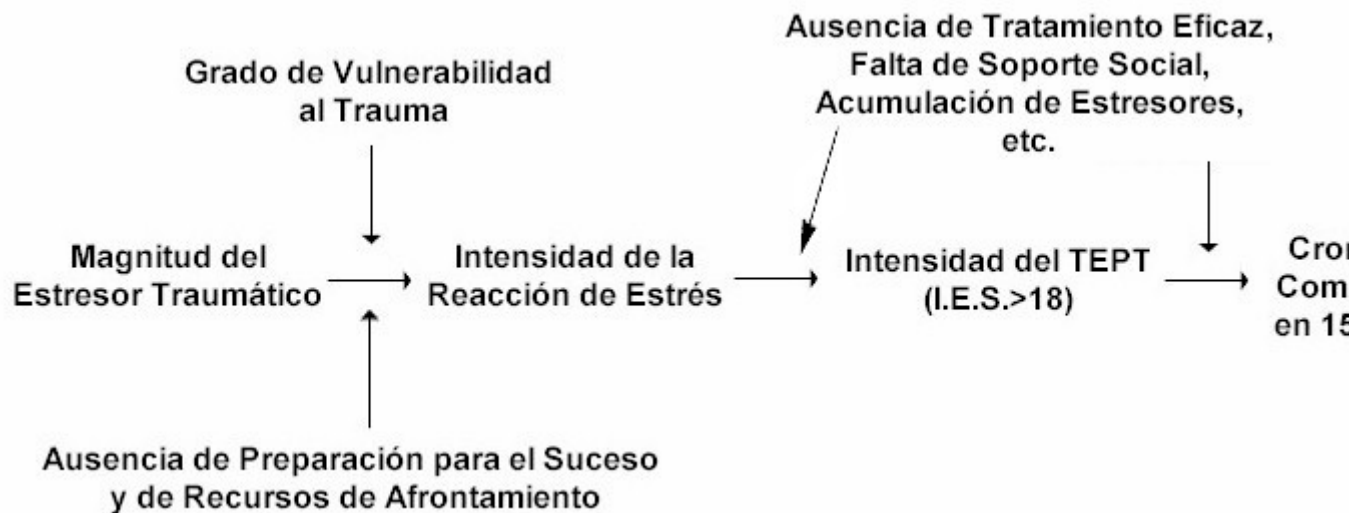 Ausencia de Tratamiento Eficaz,
Falta de Soporte Social,
Acumulación de Estresores,
etc.
Grado de Vulnerabilidad
al Trauma
Magnitud del
Estresor Traumático
Intensidad de la
Reacción de Estrés
Intensidad del TEPT
(I.E.S.>18)
en 15
Ausencia de Preparación para el Suceso
y de Recursos de Afrontamiento